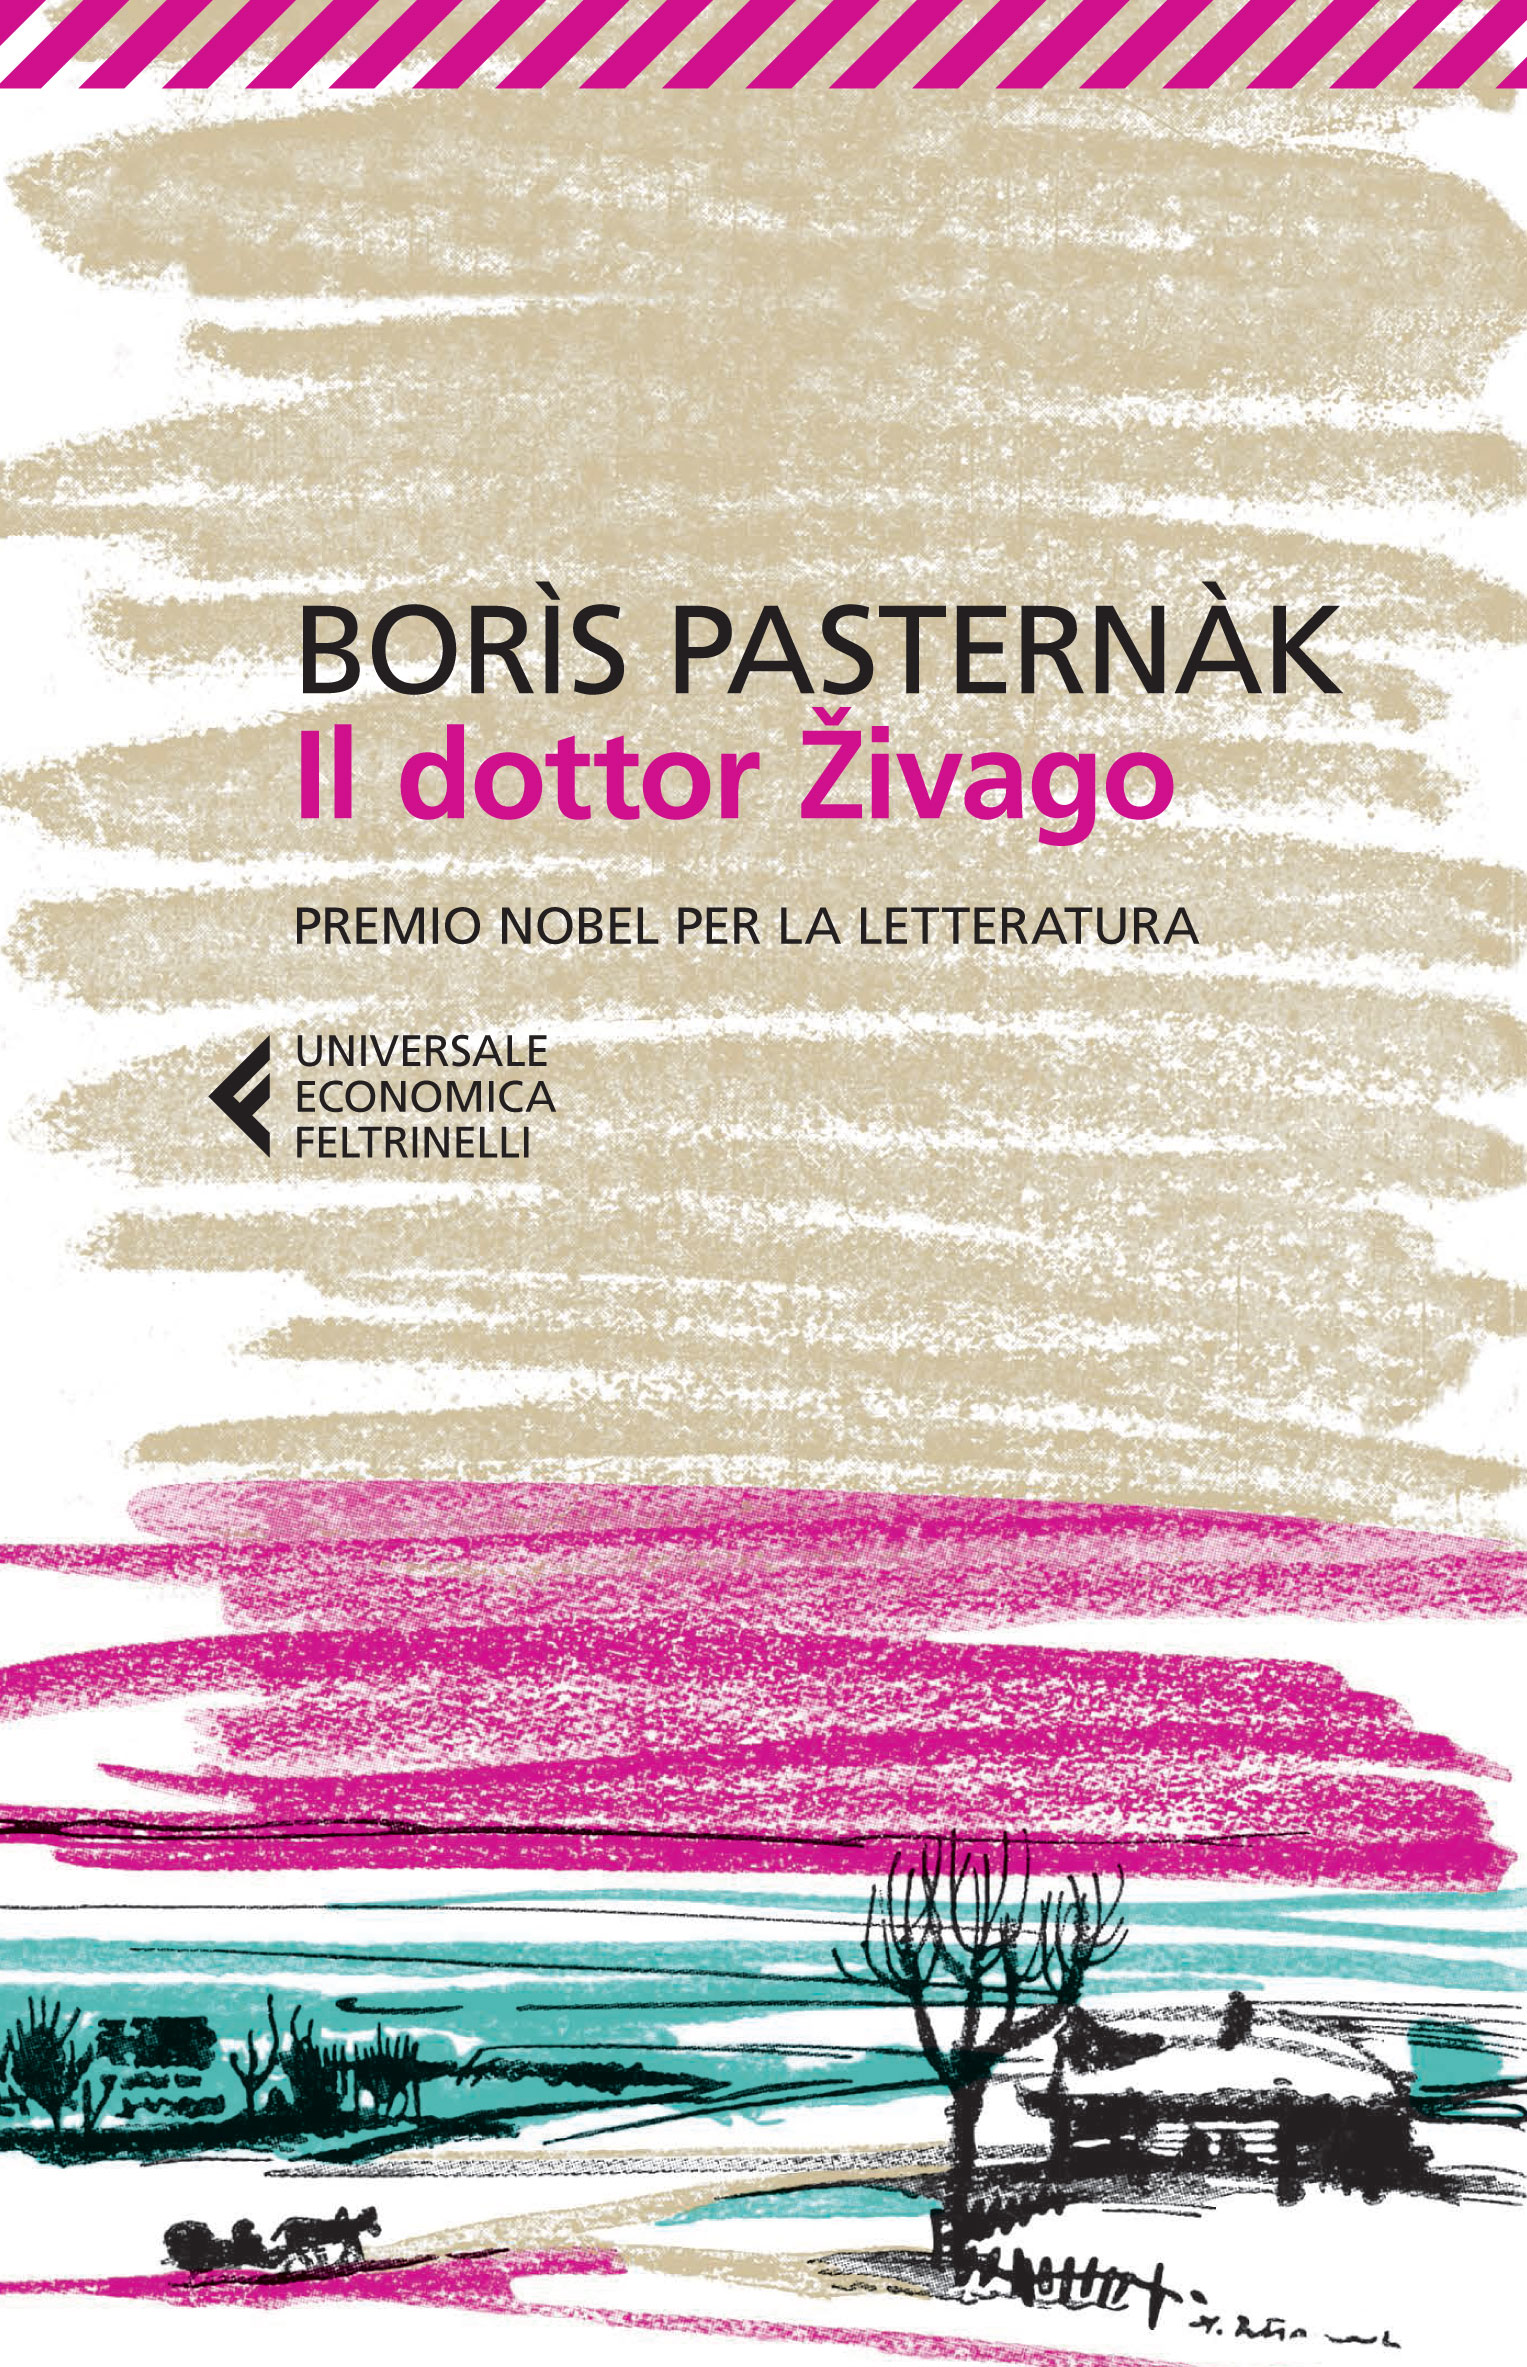 BORÌS PASTERNÀK
Il dottor Živago
PREMIO NOBEL PER LA LETTERATURA
UNIVERSALE
ECONOMICA
FELTRINELLI